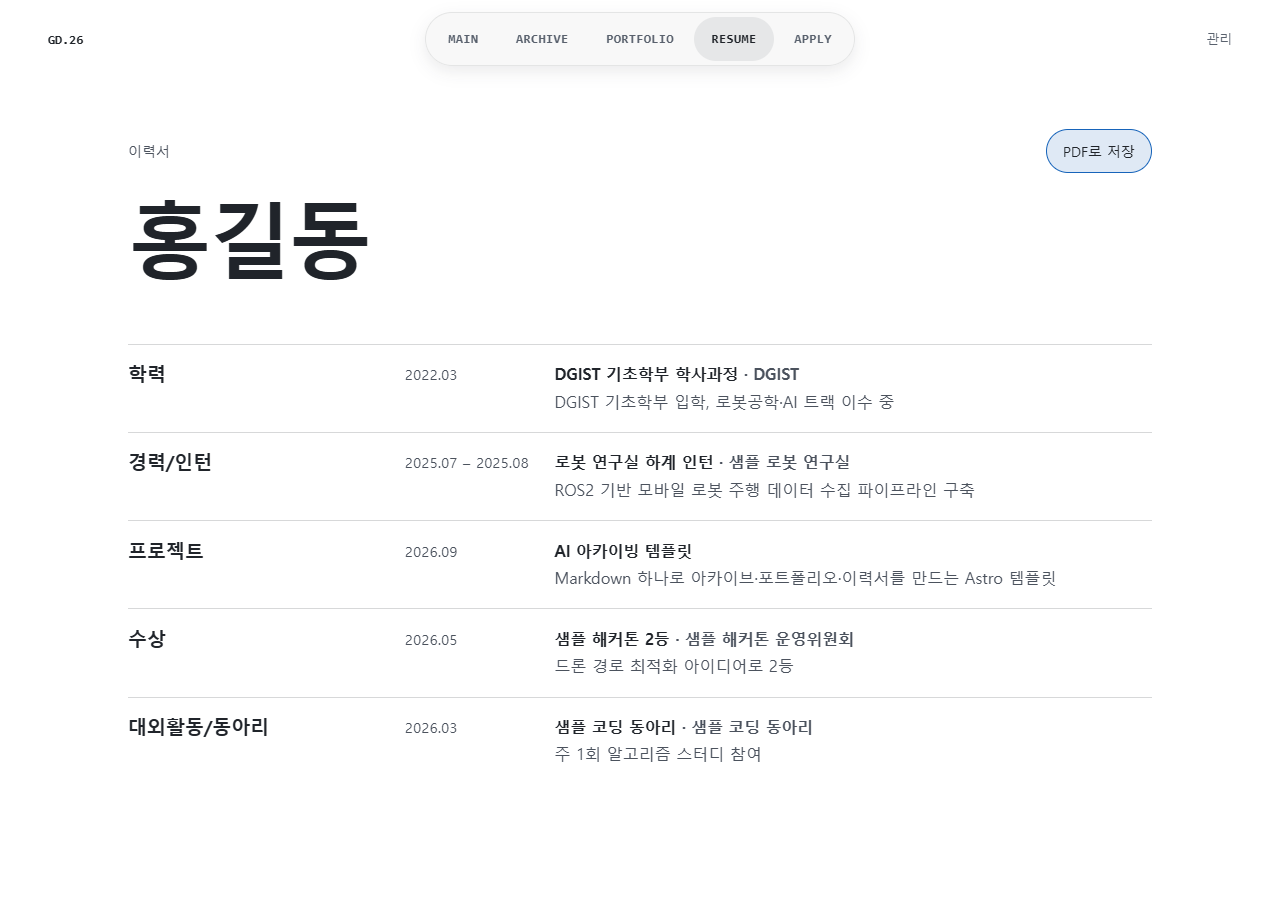 GD.26
MAIN ARCHIVE PORTFOLIO RESUME APPLY
관리
이력서
PDF로 저장
홍길동
학력 2022.03 DGIST 기초학부 학사과정 · DGIST
DGIST 기초학부 입학, 로봇공학·AI 트랙 이수 중
경력/인턴 2025.07 – 2025.08 로봇 연구실 하계 인턴 · 샘플 로봇 연구실
ROS2 기반 모바일 로봇 주행 데이터 수집 파이프라인 구축
프로젝트 2026.09 AI 아카이빙 템플릿
Markdown 하나로 아카이브·포트폴리오·이력서를 만드는 Astro 템플릿
수상 2026.05 샘플 해커톤 2등 · 샘플 해커톤 운영위원회
드론 경로 최적화 아이디어로 2등
대외활동/동아리 2026.03 샘플 코딩 동아리 · 샘플 코딩 동아리
주 1회 알고리즘 스터디 참여